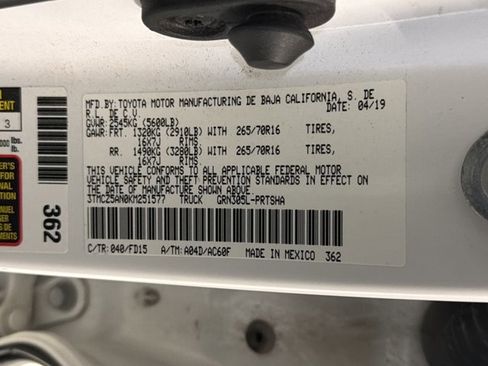 MFD.BY:TOYOTA MOTOR MANUFACTURING DE BAJA CALIFORNIA, S. DE
R.L. DE C.V. DATE: 04/19
GVWR:2545KG (5600LB)
GAWR:FRT. 1320KG (2910LB) WITH 265/70R16 TIRES,
16X7J RIMS
RR. 1490KG (3280LB) WITH 265/70R16 TIRES,
16X7J RIMS
THIS VEHICLE CONFORMS TO ALL APPLICABLE FEDERAL MOTOR
VEHICLE SAFETY AND THEFT PREVENTION STANDARDS IN EFFECT ON
THE DATE OF MANUFACTURE SHOWN ABOVE.
3TMCZ5AN0KM251577 TRUCK GRN305L-PRTSHA
C/TR:040/FD15 A/TM:A04D/AC60F MADE IN MEXICO 362
362
3
lbs.